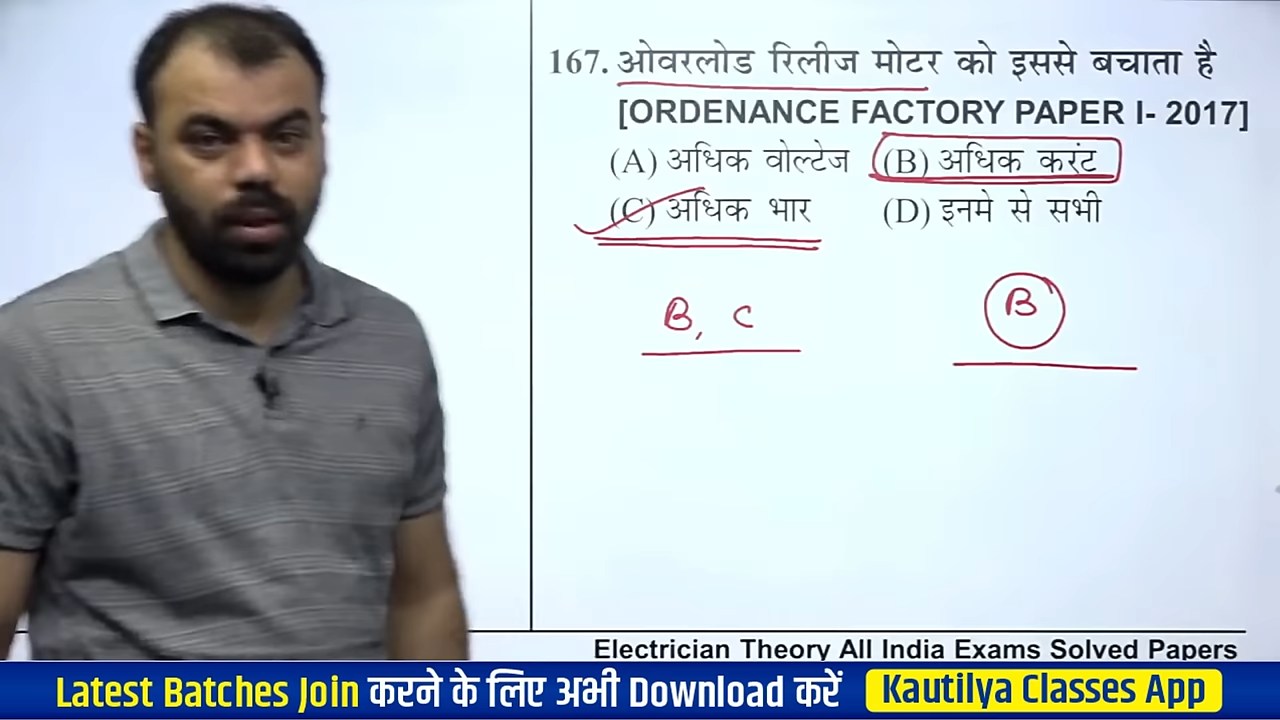 167. ओवरलोड रिलीज मोटर को इससे बचाता है
[ORDENANCE FACTORY PAPER I- 2017]
(A) अधिक वोल्टेज (B) अधिक करंट
(C) अधिक भार (D) इनमे से सभी
B, C B
Electrician Theory All India Exams Solved Papers
Latest Batches Join करने के लिए अभी Download करें Kautilya Classes App